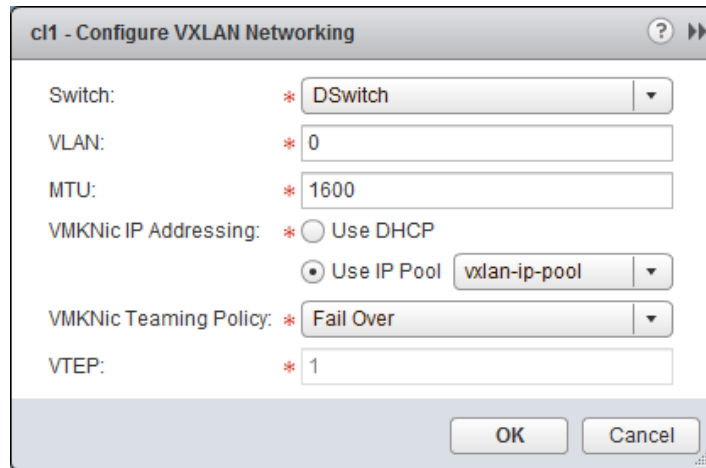 cl1 - Configure VXLAN Networking ?
Switch: * DSwitch
VLAN: * 0
MTU: * 1600
VMKNic IP Addressing: * Use DHCP
Use IP Pool vxlan-ip-pool
VMKNic Teaming Policy: * Fail Over
VTEP: * 1
OK Cancel